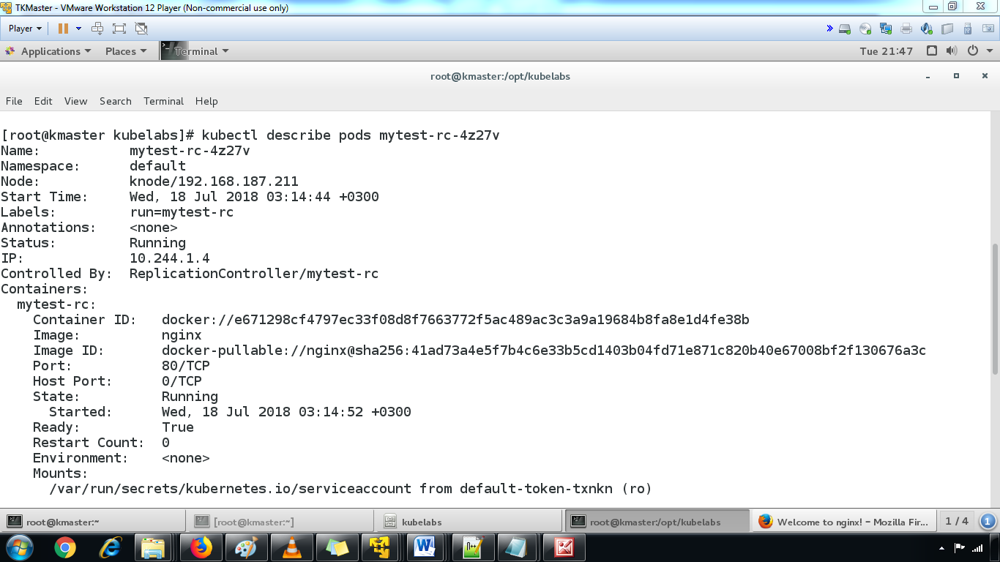 TKMaster - VMware Workstation 12 Player (Non-commercial use only)
Player
Applications Places Terminal Tue 21:47
root@kmaster:/opt/kubelabs
File Edit View Search Terminal Help
[root@kmaster kubelabs]# kubectl describe pods mytest-rc-4z27v
Name: mytest-rc-4z27v
Namespace: default
Node: knode/192.168.187.211
Start Time: Wed, 18 Jul 2018 03:14:44 +0300
Labels: run=mytest-rc
Annotations: <none>
Status: Running
IP: 10.244.1.4
Controlled By: ReplicationController/mytest-rc
Containers:
mytest-rc:
Container ID: docker://e671298cf4797ec33f08d8f7663772f5ac489ac3c3a9a19684b8fa8e1d4fe38b
Image: nginx
Image ID: docker-pullable://nginx@sha256:41ad73a4e5f7b4c6e33b5cd1403b04fd71e871c820b40e67008bf2f130676a3c
Port: 80/TCP
Host Port: 0/TCP
State: Running
Started: Wed, 18 Jul 2018 03:14:52 +0300
Ready: True
Restart Count: 0
Environment: <none>
Mounts:
/var/run/secrets/kubernetes.io/serviceaccount from default-token-txnkn (ro)
root@kmaster:~ [root@kmaster:~] kubelabs root@kmaster:/opt/kubelabs Welcome to nginx! - Mozilla Fir... 1 / 4 1